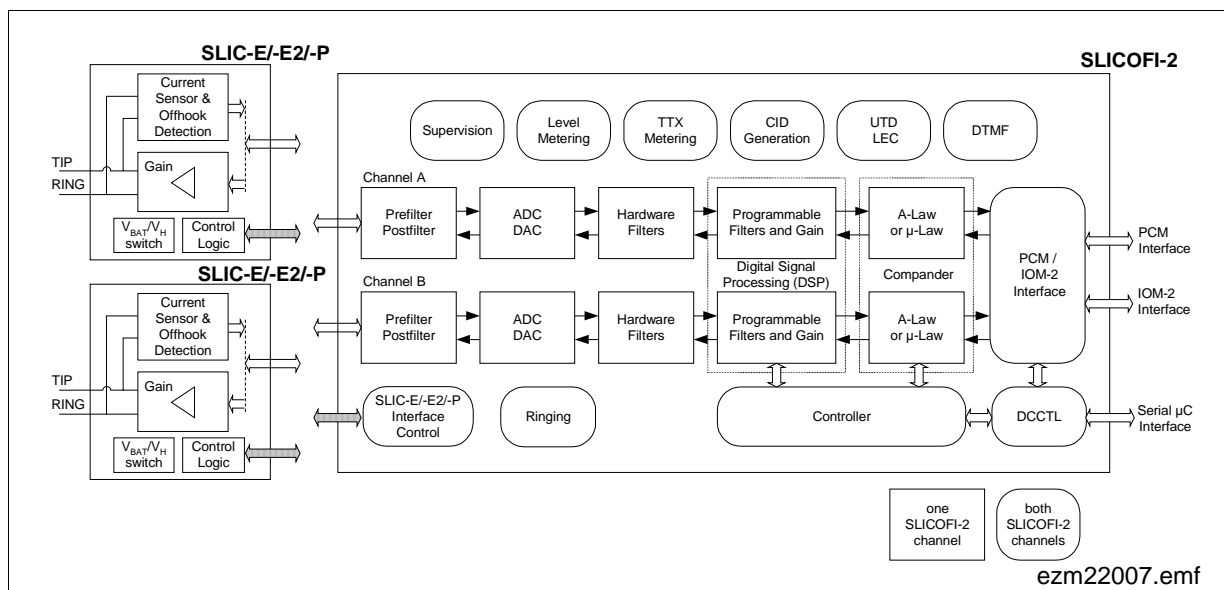 SLIC-E/-E2/-P
SLICOFI-2
Current
Sensor &
Offhook
Detection
TIP
RING
Gain
VBAT/VH
switch
Control
Logic
SLIC-E/-E2/-P
Current
Sensor &
Offhook
Detection
TIP
RING
Gain
VBAT/VH
switch
Control
Logic
Supervision
Level
Metering
TTX
Metering
CID
Generation
UTD
LEC
DTMF
Channel A
Prefilter
Postfilter
ADC
DAC
Hardware
Filters
Programmable
Filters and Gain
A-Law
or µ-Law
Digital Signal
Processing (DSP)
Compander
PCM /
IOM-2
Interface
PCM
Interface
IOM-2
Interface
Channel B
Prefilter
Postfilter
ADC
DAC
Hardware
Filters
Programmable
Filters and Gain
A-Law
or µ-Law
SLIC-E/-E2/-P
Interface
Control
Ringing
Controller
DCCTL
Serial µC
Interface
one
SLICOFI-2
channel
both
SLICOFI-2
channels
ezm22007.emf